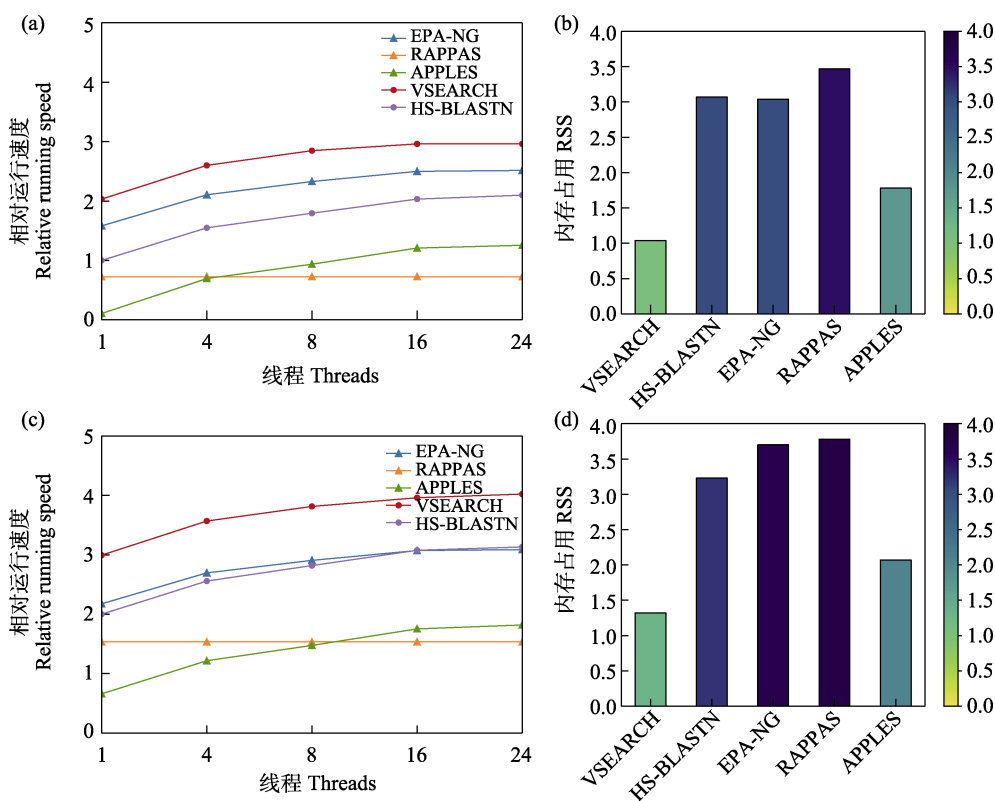 (a)
相对运行速度
Relative running speed
5
4
3
2
1
0
EPA-NG
RAPPAS
APPLES
VSEARCH
HS-BLASTN
1 4 8 16 24
线程 Threads
(b)
内存占用 RSS
4.0
3.5
3.0
2.5
2.0
1.5
1.0
0.5
0.0
VSEARCH
HS-BLASTN
EPA-NG
RAPPAS
APPLES
4.0
3.5
3.0
2.5
2.0
1.5
1.0
0.5
0.0
(c)
相对运行速度
Relative running speed
5
4
3
2
1
0
EPA-NG
RAPPAS
APPLES
VSEARCH
HS-BLASTN
1 4 8 16 24
线程 Threads
(d)
内存占用 RSS
4.0
3.5
3.0
2.5
2.0
1.5
1.0
0.5
0.0
VSEARCH
HS-BLASTN
EPA-NG
RAPPAS
APPLES
4.0
3.5
3.0
2.5
2.0
1.5
1.0
0.5
0.0